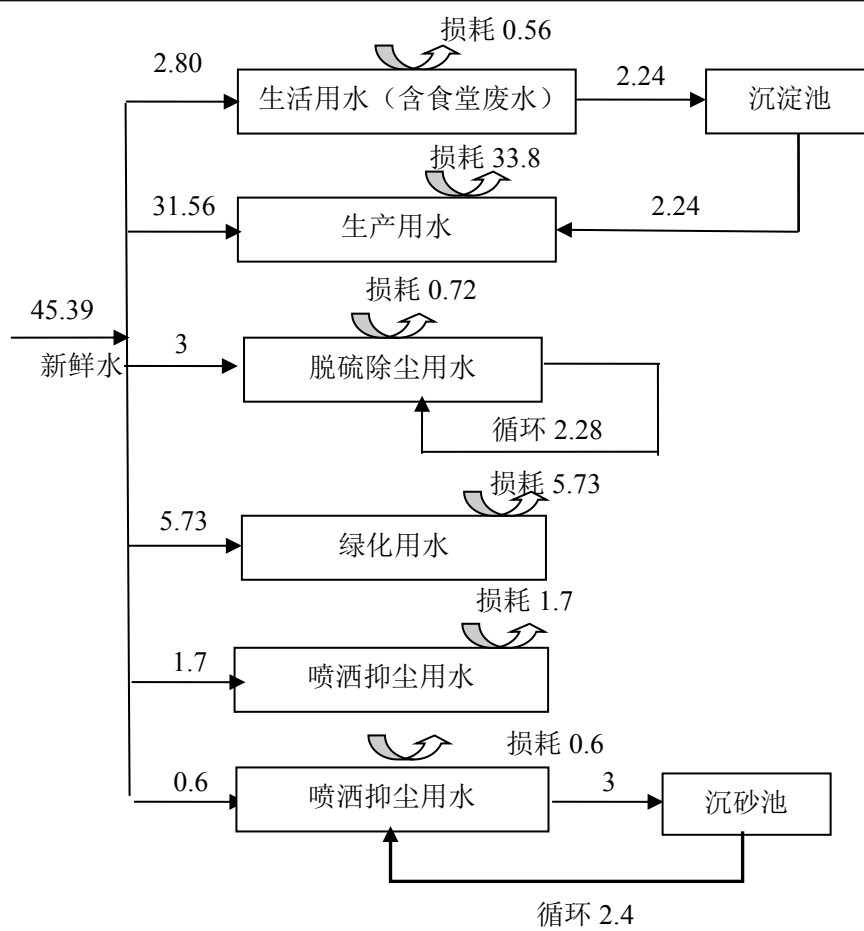 损耗 0.56
2.80
生活用水（含食堂废水）
2.24
沉淀池
损耗 33.8
31.56
生产用水
2.24
损耗 0.72
45.39
新鲜水
3
脱硫除尘用水
循环 2.28
损耗 5.73
5.73
绿化用水
损耗 1.7
1.7
喷洒抑尘用水
损耗 0.6
0.6
喷洒抑尘用水
3
沉砂池
循环 2.4